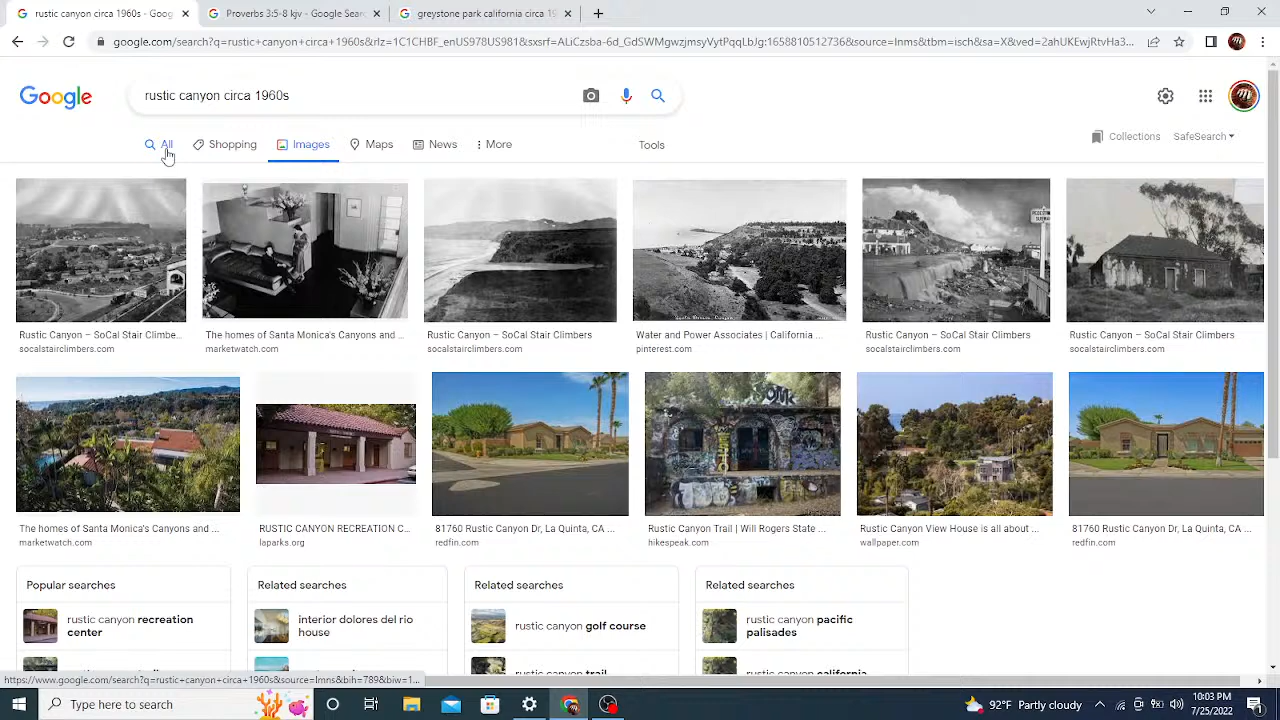 rustic canyon circa 1960s - Goo
Proverbs 3:5-8 kjv - Google Sear
greystone park california circa 19
google.com/search?q=rustic+canyon+circa+1960s&rlz=1C1CHBF_enUS978US981&sxsrf=ALiCzsba-6d_GdSWMgwzjmsyVytPqqLbJg:1658810512736&source=lnms&tbm=isch&sa=X&ved=2ahUKEwjRtvHa3...
Google
rustic canyon circa 1960s
All
Shopping
Images
Maps
News
More
Tools
Collections
SafeSearch
Rustic Canyon – SoCal Stair Climbe...
socalstairclimbers.com
The homes of Santa Monica's Canyons and ...
marketwatch.com
Rustic Canyon – SoCal Stair Climbers
socalstairclimbers.com
Water and Power Associates | California ...
pinterest.com
Rustic Canyon – SoCal Stair Climbers
socalstairclimbers.com
Rustic Canyon – SoCal Stair Climbers
socalstairclimbers.com
The homes of Santa Monica's Canyons and ...
marketwatch.com
RUSTIC CANYON RECREATION C...
laparks.org
81760 Rustic Canyon Dr, La Quinta, CA ...
redfin.com
Rustic Canyon Trail | Will Rogers State ...
hikespeak.com
Rustic Canyon View House is all about ...
wallpaper.com
81760 Rustic Canyon Dr, La Quinta, CA ...
redfin.com
Popular searches
rustic canyon recreation
center
Related searches
interior dolores del rio
house
Related searches
rustic canyon golf course
rustic canyon trail
Related searches
rustic canyon pacific
palisades
rustic canyon california
https://www.google.com/search?q=rustic+canyon+circa+1960s&source=lnms&bih=789&biw=1...
Type here to search
92°F Partly cloudy
10:03 PM
7/25/2022